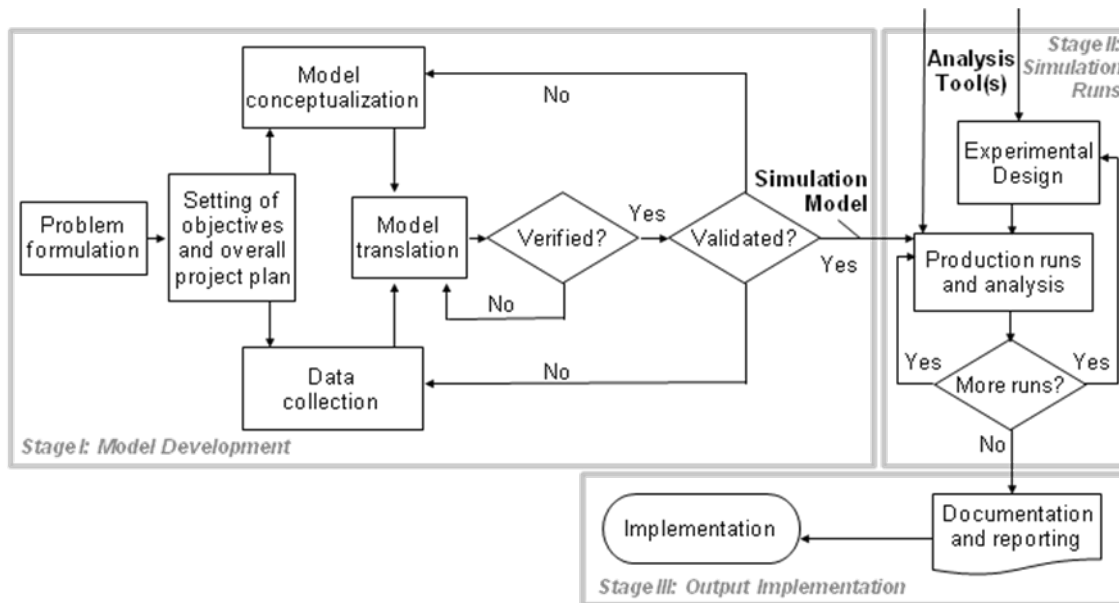 Stage II:
Simulation
Runs
Analysis
Tool(s)
Model
conceptualization
No
Experimental
Design
Problem
formulation
Setting of
objectives
and overall
project plan
Model
translation
Verified?
Yes
Validated?
Simulation
Model
Yes
Production runs
and analysis
No
Data
collection
No
Yes
More runs?
Yes
No
Stage I: Model Development
Implementation
Documentation
and reporting
Stage III: Output Implementation